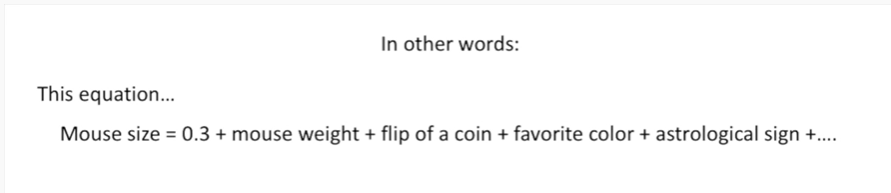 In other words:
This equation...
Mouse size = 0.3 + mouse weight + flip of a coin + favorite color + astrological sign +....